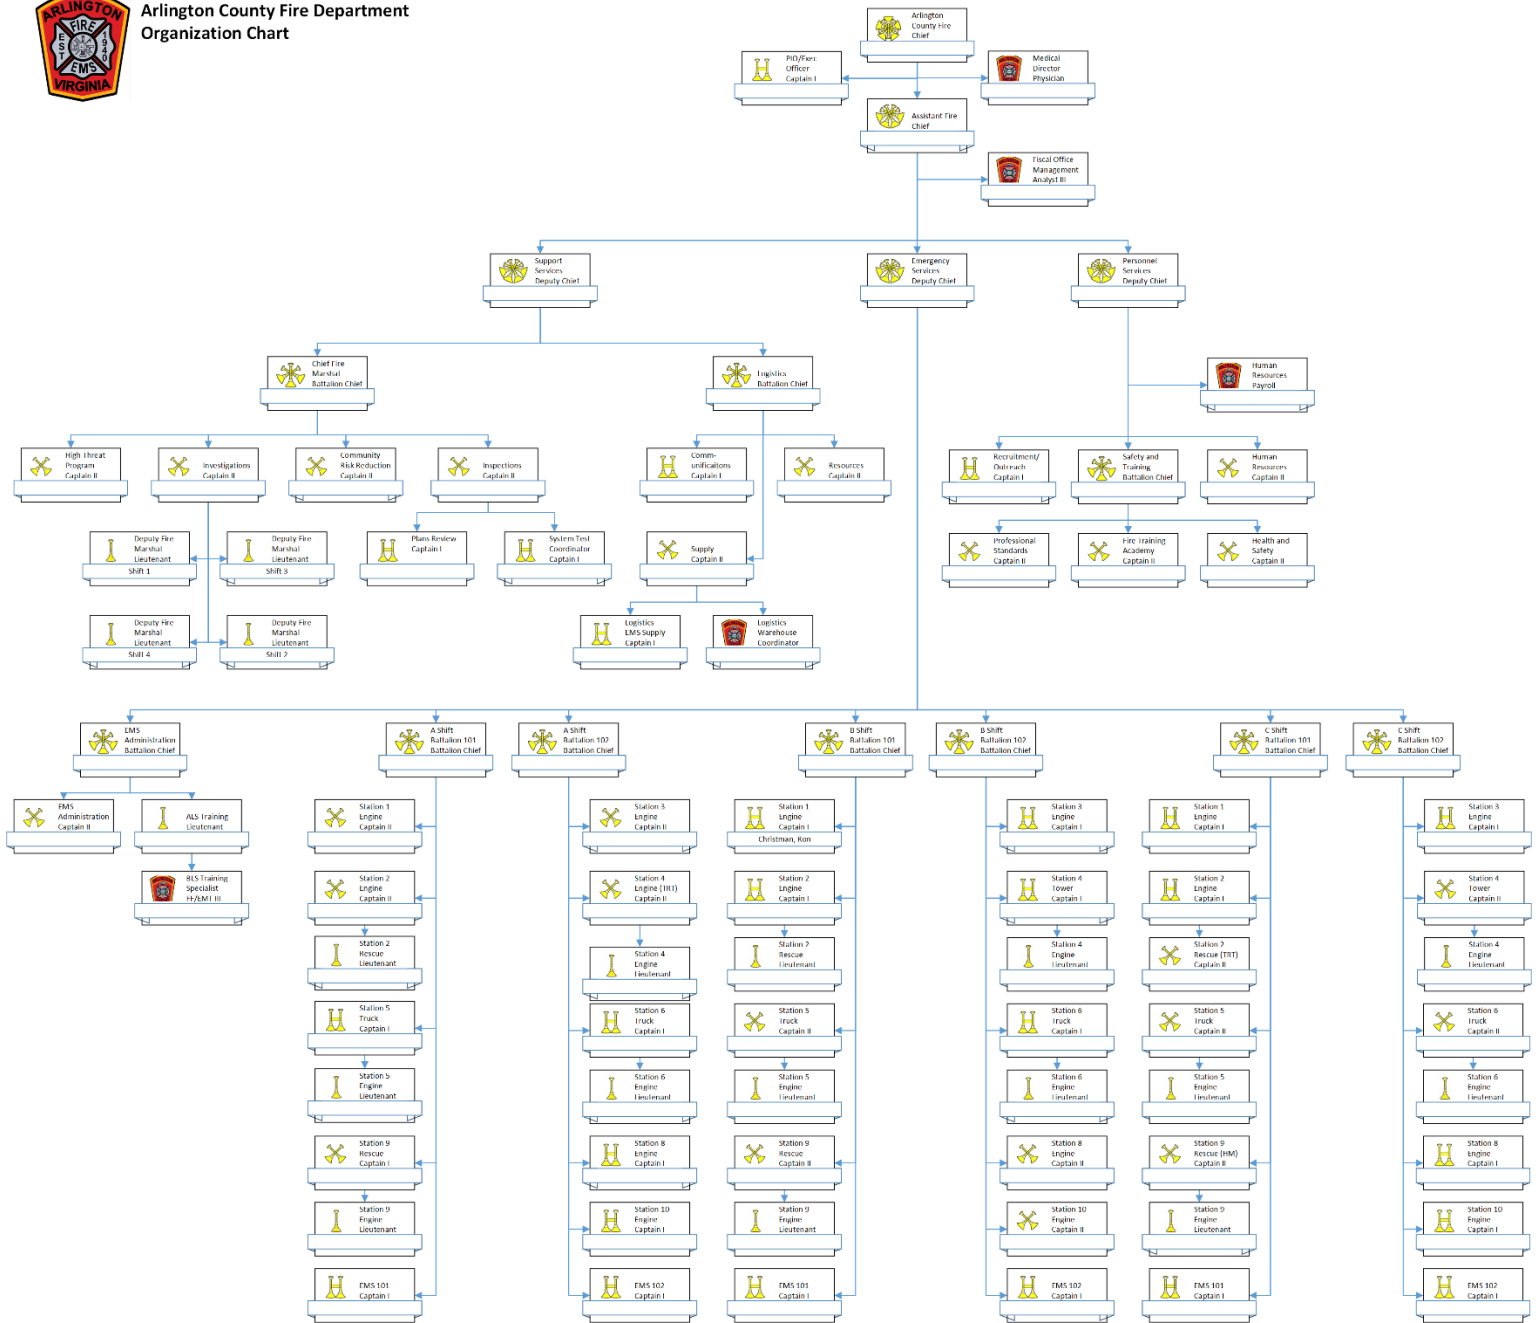 ARLINGTON
FIRE
EST
1940
EMS
VIRGINIA
Arlington County Fire Department
Organization Chart
Arlington
County Fire
Chief
PIO/Exec
Officer
Captain I
Medical
Director
Physician
Assistant Fire
Chief
Fiscal Office
Management
Analyst III
Support
Services
Deputy Chief
Emergency
Services
Deputy Chief
Personnel
Services
Deputy Chief
Chief Fire
Marshal
Battalion Chief
Logistics
Battalion Chief
Human
Resources
Payroll
High Threat
Program
Captain II
Investigations
Captain II
Community
Risk Reduction
Captain II
Inspections
Captain II
Comm-
unificaitons
Captain I
Resources
Captain II
Recruitment/
Outreach
Captain I
Safety and
Training
Battalion Chief
Human
Resources
Captain II
Deputy Fire
Marshal
Lieutenant
Shift 1
Deputy Fire
Marshal
Lieutenant
Shift 3
Plans Review
Captain I
System Test
Coordinator
Captain I
Supply
Captain II
Professional
Standards
Captain II
Fire Training
Academy
Captain II
Health and
Safety
Captain II
Deputy Fire
Marshal
Lieutenant
Shift 4
Deputy Fire
Marshal
Lieutenant
Shift 2
Logistics
EMS Supply
Captain I
Logistics
Warehouse
Coordinator
EMS
Administration
Battalion Chief
A Shift
Battalion 101
Battalion Chief
A Shift
Battalion 102
Battalion Chief
B Shift
Battalion 101
Battalion Chief
B Shift
Battalion 102
Battalion Chief
C Shift
Battalion 101
Battalion Chief
C Shift
Battalion 102
Battalion Chief
EMS
Administration
Captain II
ALS Training
Lieutenant
BLS Training
Specialist
FF/EMT III
Station 1
Engine
Captain II
Station 2
Engine
Captain II
Station 2
Rescue
Lieutenant
Station 5
Truck
Captain I
Station 5
Engine
Lieutenant
Station 9
Rescue
Captain I
Station 9
Engine
Lieutenant
EMS 101
Captain I
Station 3
Engine
Captain II
Station 4
Engine (TRT)
Captain II
Station 4
Engine
Lieutenant
Station 6
Truck
Captain I
Station 6
Engine
Lieutenant
Station 8
Engine
Captain I
Station 10
Engine
Captain I
EMS 102
Captain I
Station 1
Engine
Captain I
Christman, Ron
Station 2
Engine
Captain I
Station 2
Rescue
Lieutenant
Station 5
Truck
Captain II
Station 5
Engine
Lieutenant
Station 9
Rescue
Captain II
Station 9
Engine
Lieutenant
EMS 101
Captain I
Station 3
Engine
Captain I
Station 4
Tower
Captain I
Station 4
Engine
Lieutenant
Station 6
Truck
Captain I
Station 6
Engine
Lieutenant
Station 8
Engine
Captain II
Station 10
Engine
Captain II
EMS 102
Captain I
Station 1
Engine
Captain I
Station 2
Engine
Captain I
Station 2
Rescue (TRT)
Captain II
Station 5
Truck
Captain II
Station 5
Engine
Lieutenant
Station 9
Rescue (HM)
Captain II
Station 9
Engine
Lieutenant
EMS 101
Captain I
Station 3
Engine
Captain I
Station 4
Tower
Captain II
Station 4
Engine
Lieutenant
Station 6
Truck
Captain II
Station 6
Engine
Lieutenant
Station 8
Engine
Captain I
Station 10
Engine
Captain I
EMS 102
Captain I